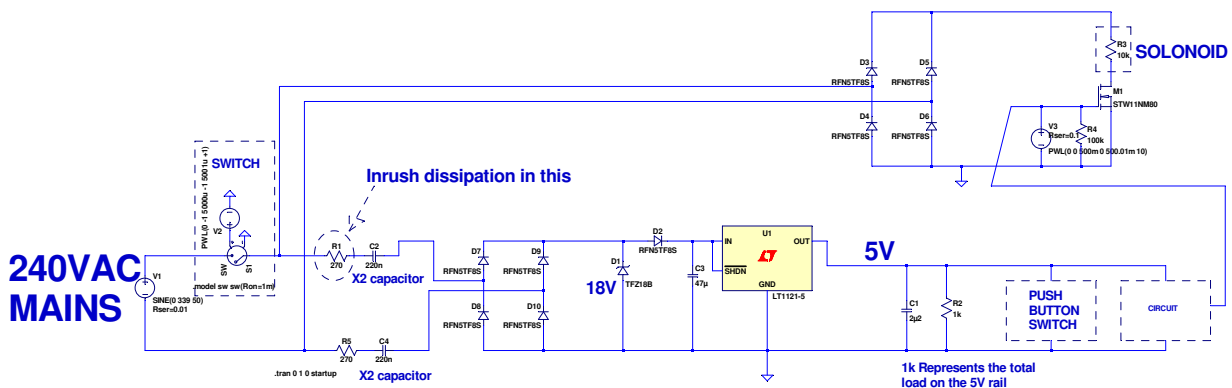 R3
10k
SOLONOID
D3
D5
RFN5TF8S
RFN5TF8S
M1
STW11NM80
D4
D6
RFN5TF8S
RFN5TF8S
V3
Rser=0.1
R4
100k
PWL(0 0 500m 0 500.01m 10)
SWITCH
PWL(0 -1 5000u -1 5001u +1)
V2
SW
S1
.model sw sw(Ron=1m)
Inrush dissipation in this
R1
270
C2
220n
X2 capacitor
240VAC
MAINS
V1
SINE(0 339 50)
Rser=0.01
D7
D9
RFN5TF8S
RFN5TF8S
D8
D10
RFN5TF8S
RFN5TF8S
D1
TFZ18B
18V
D2
RFN5TF8S
C3
47µ
U1
IN
OUT
SHDN
GND
LT1121-5
5V
C1
2µ2
R2
1k
PUSH
BUTTON
SWITCH
CIRCUIT
R5
270
C4
220n
X2 capacitor
.tran 0 1 0 startup
1k Represents the total
load on the 5V rail